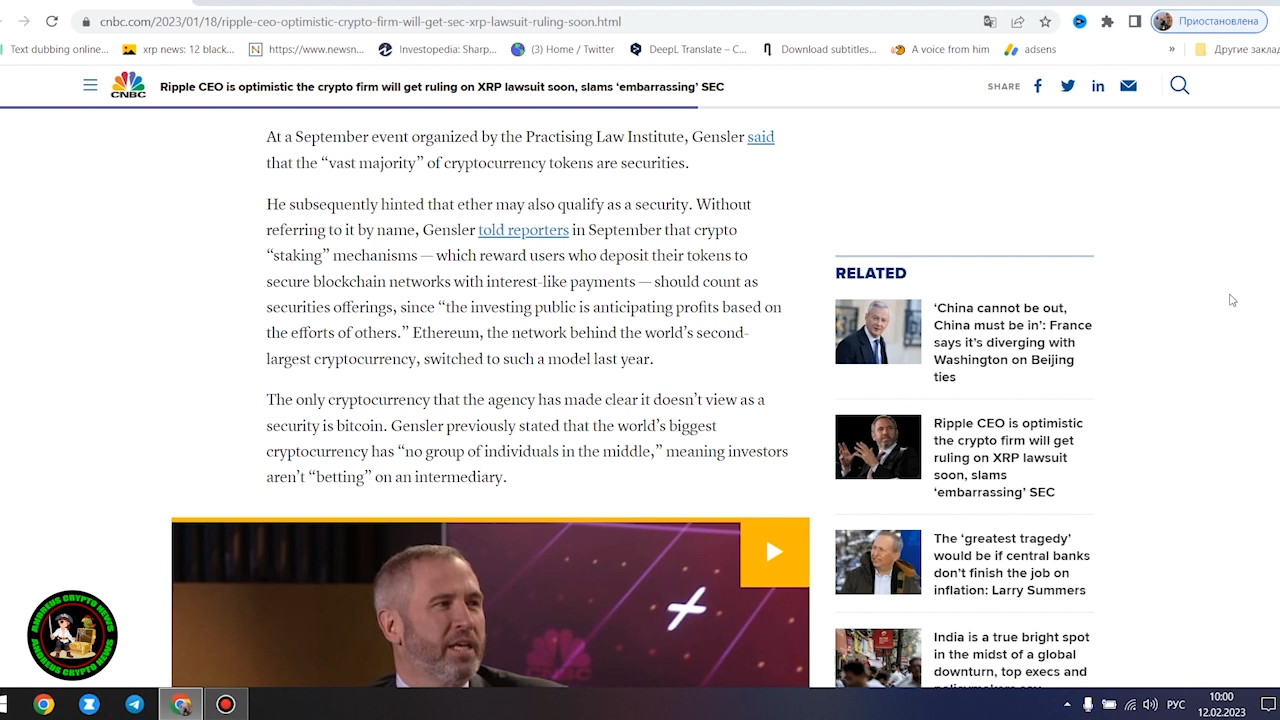 cnbc.com/2023/01/18/ripple-ceo-optimistic-crypto-firm-will-get-sec-xrp-lawsuit-ruling-soon.html
Приостановлена
Text dubbing online...
xrp news: 12 black...
https://www.newsn...
Investopedia: Sharp...
(3) Home / Twitter
DeepL Translate – C...
Download subtitles...
A voice from him
adsens
»
Другие закла
CNBC
Ripple CEO is optimistic the crypto firm will get ruling on XRP lawsuit soon, slams ‘embarrassing’ SEC
SHARE
At a September event organized by the Practising Law Institute, Gensler said
that the “vast majority” of cryptocurrency tokens are securities.
He subsequently hinted that ether may also qualify as a security. Without
referring to it by name, Gensler told reporters in September that crypto
“staking” mechanisms — which reward users who deposit their tokens to
secure blockchain networks with interest-like payments — should count as
securities offerings, since “the investing public is anticipating profits based on
the efforts of others.” Ethereum, the network behind the world’s second-
largest cryptocurrency, switched to such a model last year.
The only cryptocurrency that the agency has made clear it doesn’t view as a
security is bitcoin. Gensler previously stated that the world’s biggest
cryptocurrency has “no group of individuals in the middle,” meaning investors
aren’t “betting” on an intermediary.
RELATED
‘China cannot be out,
China must be in’: France
says it’s diverging with
Washington on Beijing
ties
Ripple CEO is optimistic
the crypto firm will get
ruling on XRP lawsuit
soon, slams
‘embarrassing’ SEC
The ‘greatest tragedy’
would be if central banks
don’t finish the job on
inflation: Larry Summers
India is a true bright spot
in the midst of a global
downturn, top execs and
ANDREUS CRYPTO NEWS
ANDREUS CRYPTO NEWS
РУС
10:00
12.02.2023